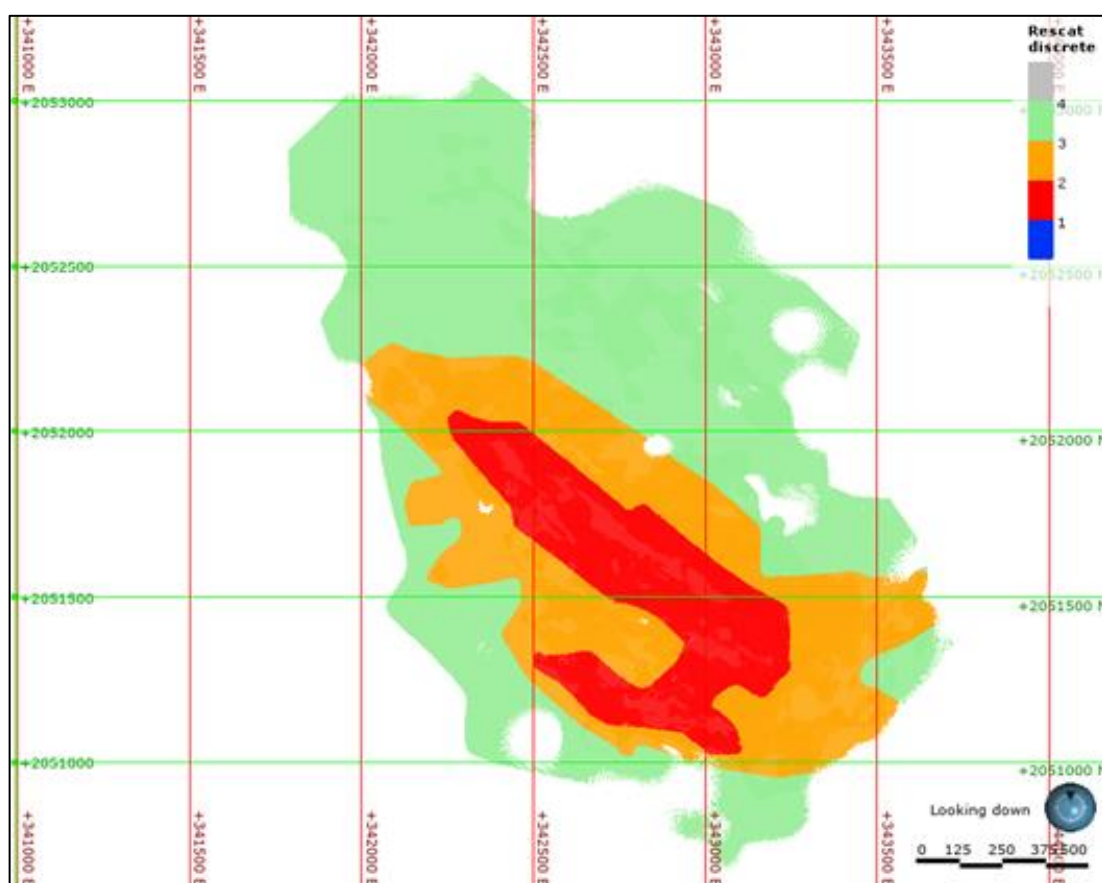 +341000 E
+341500 E
+342000 E
+342500 E
+343000 E
+343500 E
Rescat
discrete
4
3
2
1
+2053000
+2052500
+2052500 N
+2052000
+2052000 N
+2051500
+2051500 N
+2051000
+2051000 N
Looking down
0 125 250 375 500
+341000 E
+341500 E
+342000 E
+342500 E
+343000 E
+343500 E